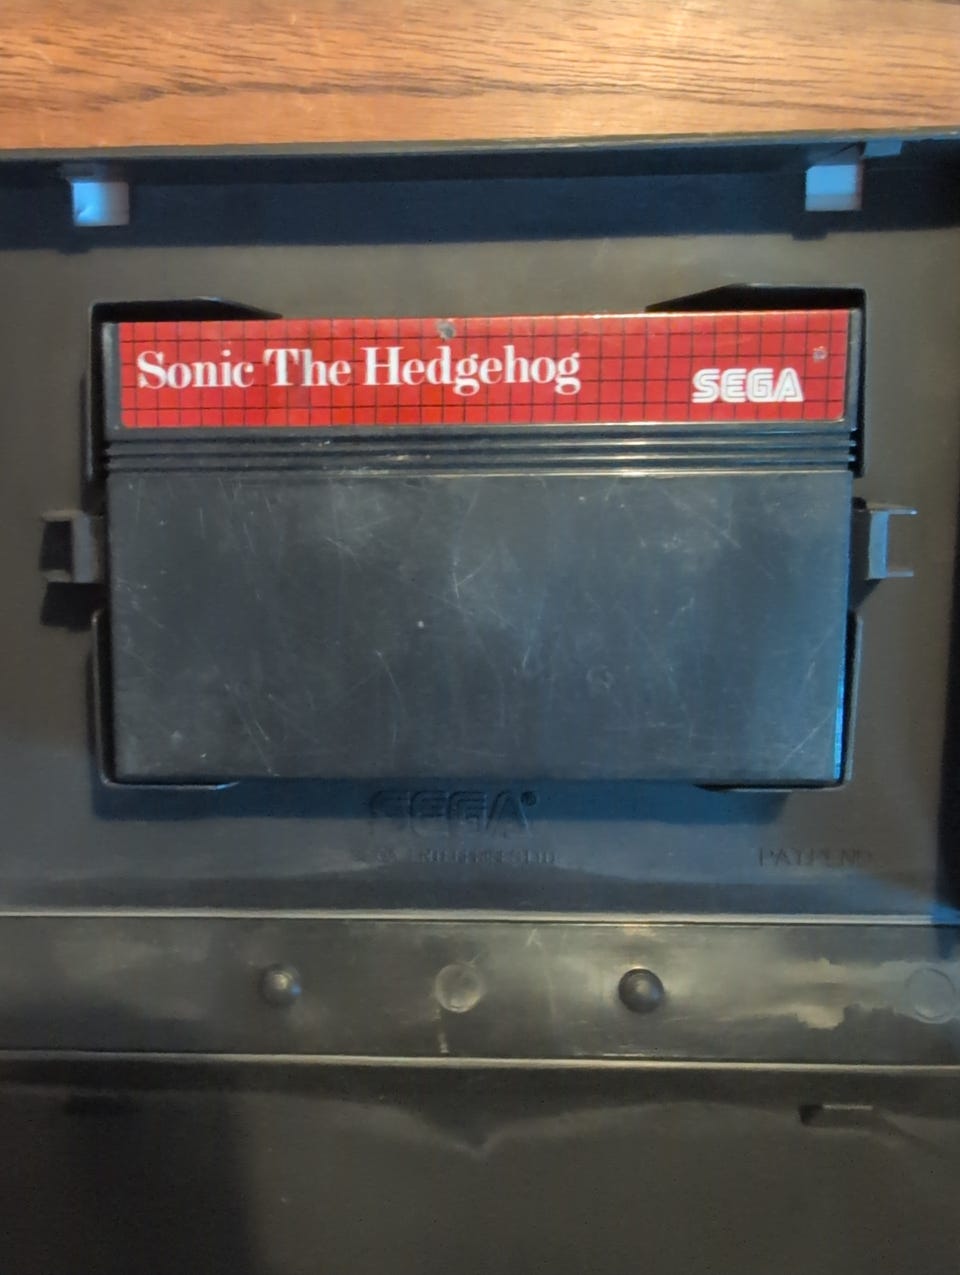 Sonic The Hedgehog
SEGA
SEGA®
PAT.PEND